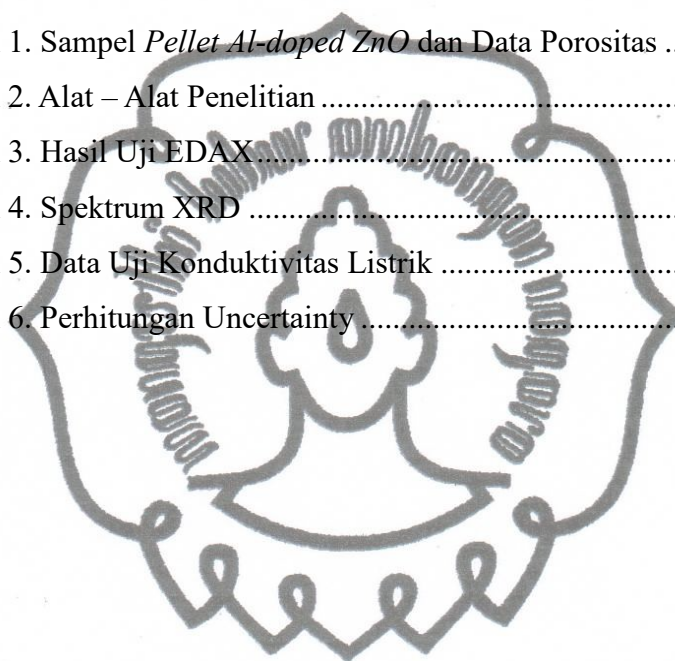 1. Sampel Pellet Al-doped ZnO dan Data Porositas ..
2. Alat – Alat Penelitian ............................................
3. Hasil Uji EDAX....................................................
4. Spektrum XRD .....................................................
5. Data Uji Konduktivitas Listrik .............................
6. Perhitungan Uncertainty .......................................